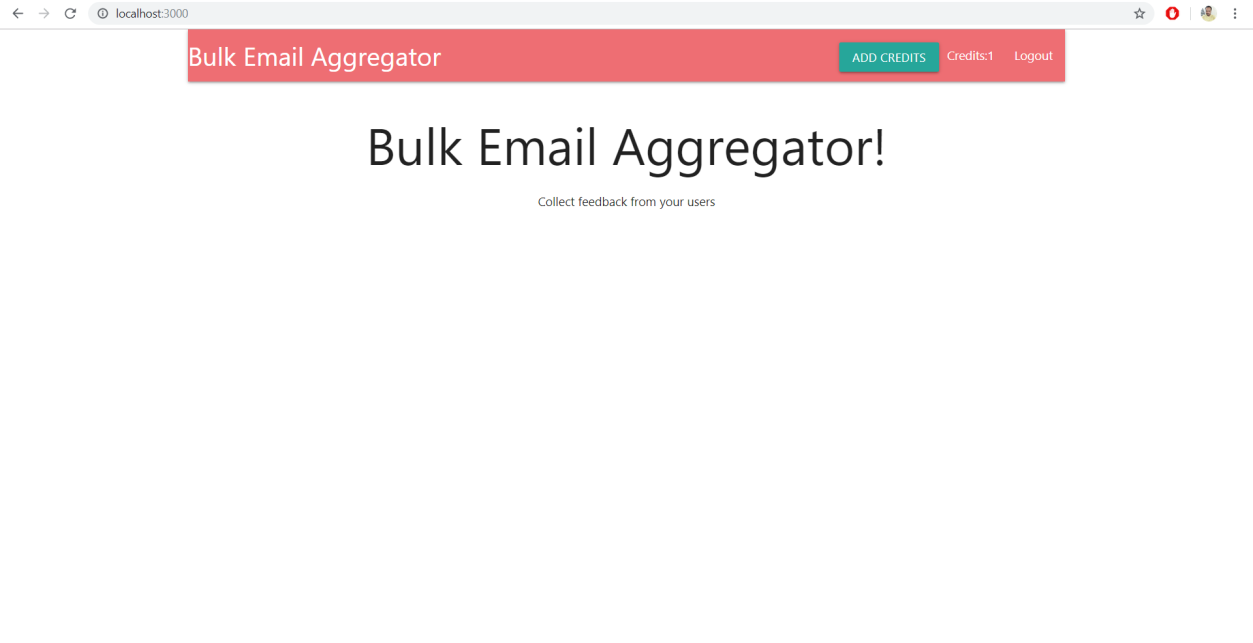 localhost:3000
Bulk Email Aggregator
ADD CREDITS
Credits:1
Logout
Bulk Email Aggregator!
Collect feedback from your users